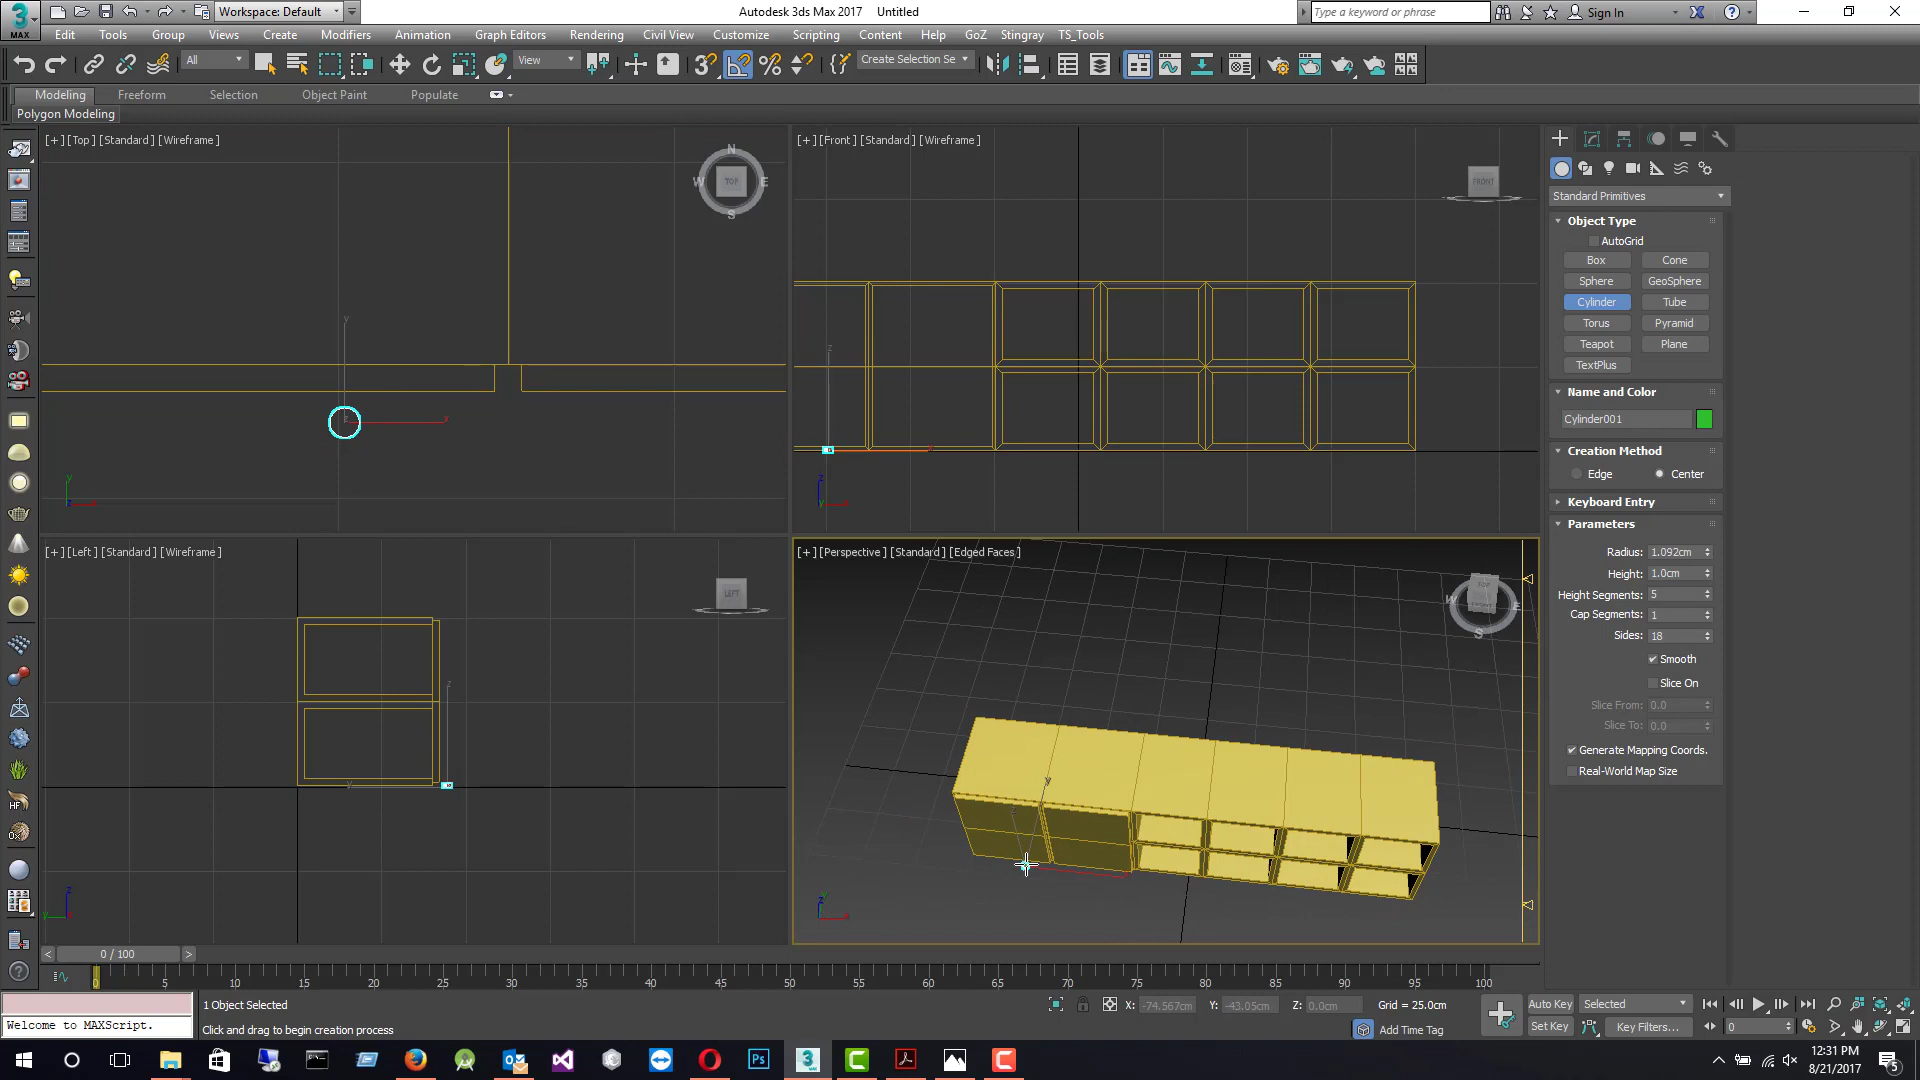 Workspace: Default
Autodesk 3ds Max 2017 Untitled
Type a keyword or phrase
Sign In
MAX
Edit Tools Group Views Create Modifiers Animation Graph Editors Rendering Civil View Customize Scripting Content Help GoZ Stingray TS_Tools
All
View
Create Selection Se
Modeling Freeform Selection Object Paint Populate
Polygon Modeling
[+] [Top] [Standard] [Wireframe]
[+] [Front] [Standard] [Wireframe]
[+] [Left] [Standard] [Wireframe]
[+] [Perspective] [Standard] [Edged Faces]
N
W TOP E
S
FRONT
LEFT
Standard Primitives
Object Type
AutoGrid
Box Cone
Sphere GeoSphere
Cylinder Tube
Torus Pyramid
Teapot Plane
TextPlus
Name and Color
Cylinder001
Creation Method
Edge Center
Keyboard Entry
Parameters
Radius: 1.092cm
Height: 1.0cm
Height Segments: 5
Cap Segments: 1
Sides: 18
Smooth
Slice On
Slice From: 0.0
Slice To: 0.0
Generate Mapping Coords.
Real-World Map Size
0 / 100
0 5 10 15 20 25 30 35 40 45 50 55 60 65 70 75 80 85 90 95 100
Welcome to MAXScript.
1 Object Selected
Click and drag to begin creation process
X: -74.567cm Y: -43.05cm Z: 0.0cm Grid = 25.0cm
Add Time Tag
Auto Key Selected
Set Key Key Filters...
0
12:31 PM
8/21/2017